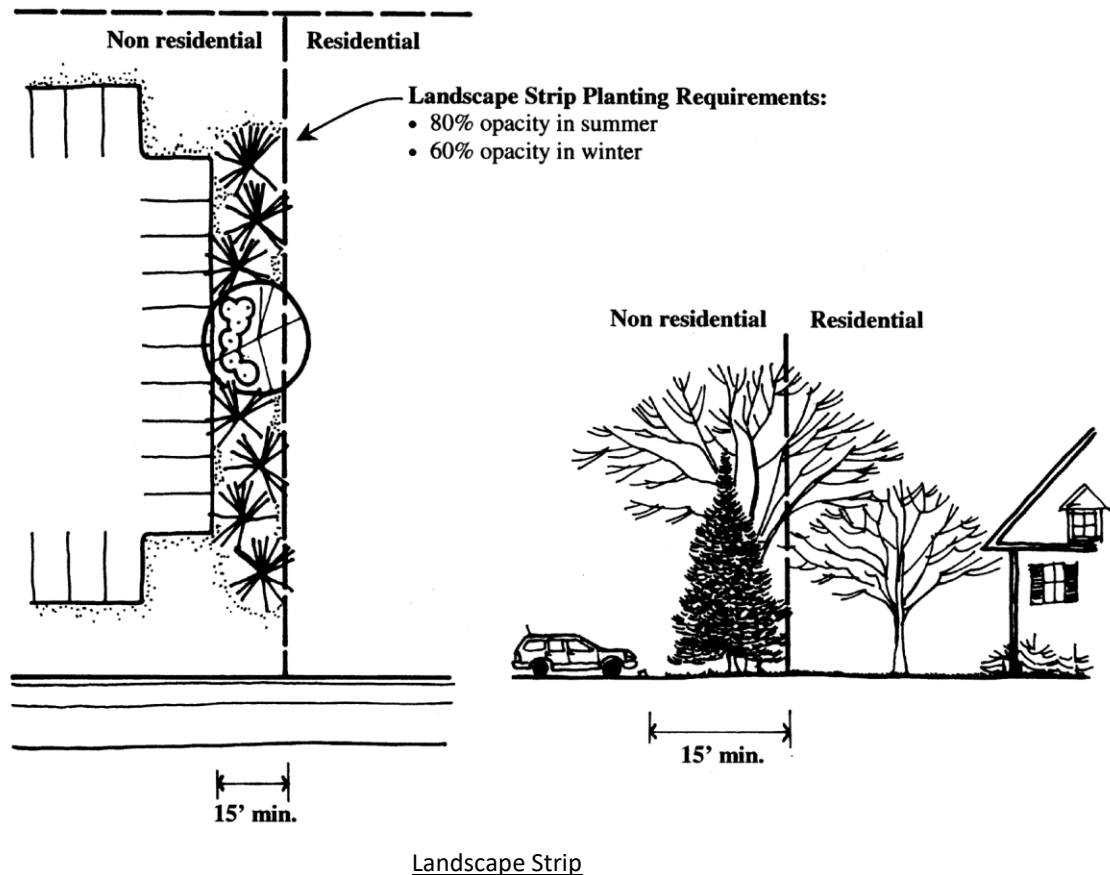 Non residential
Residential
Landscape Strip Planting Requirements:
• 80% opacity in summer
• 60% opacity in winter
Non residential
Residential
15’ min.
15’ min.
Landscape Strip